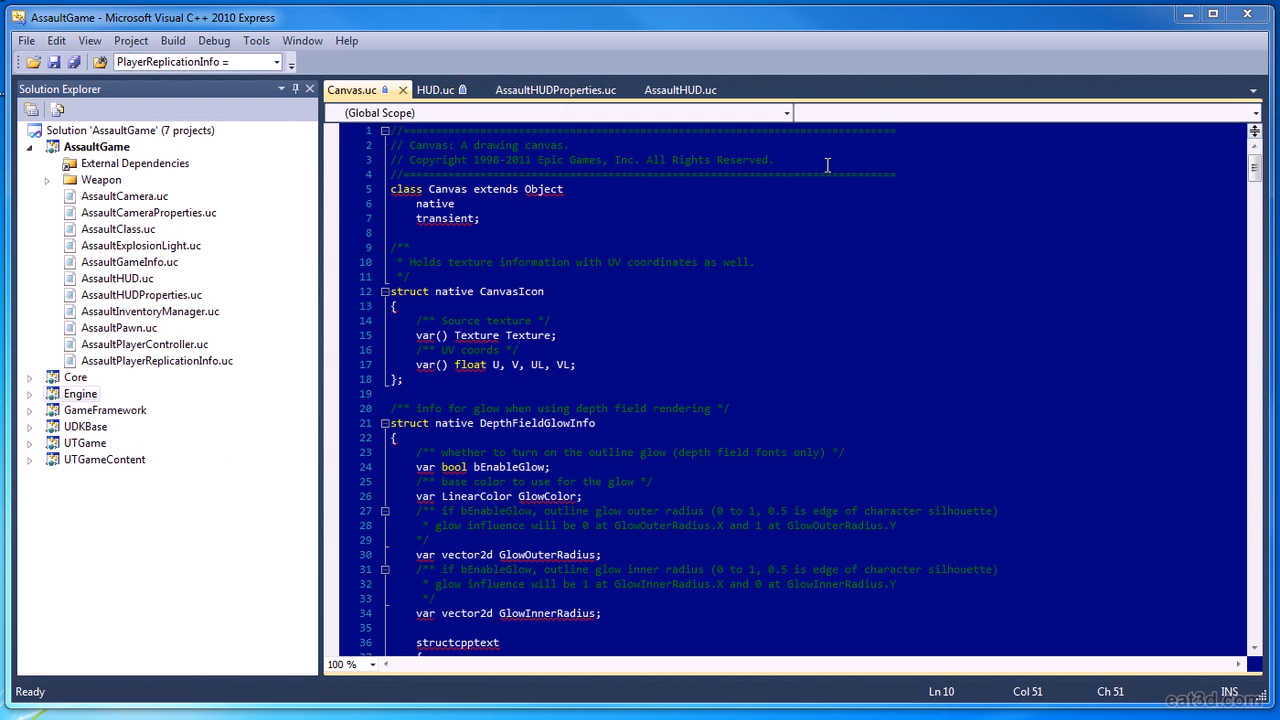 AssaultGame - Microsoft Visual C++ 2010 Express
File Edit View Project Build Debug Tools Window Help
PlayerReplicationInfo =
Solution Explorer
Solution 'AssaultGame' (7 projects)
AssaultGame
External Dependencies
Weapon
AssaultCamera.uc
AssaultCameraProperties.uc
AssaultClass.uc
AssaultExplosionLight.uc
AssaultGameInfo.uc
AssaultHUD.uc
AssaultHUDProperties.uc
AssaultInventoryManager.uc
AssaultPawn.uc
AssaultPlayerController.uc
AssaultPlayerReplicationInfo.uc
Core
Engine
GameFramework
UDKBase
UTGame
UTGameContent
Canvas.uc HUD.uc AssaultHUDProperties.uc AssaultHUD.uc
(Global Scope)
1 //=============================================================================
2 // Canvas: A drawing canvas.
3 // Copyright 1998-2011 Epic Games, Inc. All Rights Reserved.
4 //=============================================================================
5 class Canvas extends Object
6 native
7 transient;
8
9 /**
10 * Holds texture information with UV coordinates as well.
11 */
12 struct native CanvasIcon
13 {
14 /** Source texture */
15 var() Texture Texture;
16 /** UV coords */
17 var() float U, V, UL, VL;
18 };
19
20 /** info for glow when using depth field rendering */
21 struct native DepthFieldGlowInfo
22 {
23 /** whether to turn on the outline glow (depth field fonts only) */
24 var bool bEnableGlow;
25 /** base color to use for the glow */
26 var LinearColor GlowColor;
27 /** if bEnableGlow, outline glow outer radius (0 to 1, 0.5 is edge of character silhouette)
28 * glow influence will be 0 at GlowOuterRadius.X and 1 at GlowOuterRadius.Y
29 */
30 var vector2d GlowOuterRadius;
31 /** if bEnableGlow, outline glow inner radius (0 to 1, 0.5 is edge of character silhouette)
32 * glow influence will be 1 at GlowInnerRadius.X and 0 at GlowInnerRadius.Y
33 */
34 var vector2d GlowInnerRadius;
35
36 structcpptext
100 %
Ready Ln 10 Col 51 Ch 51 INS
eat3d.com